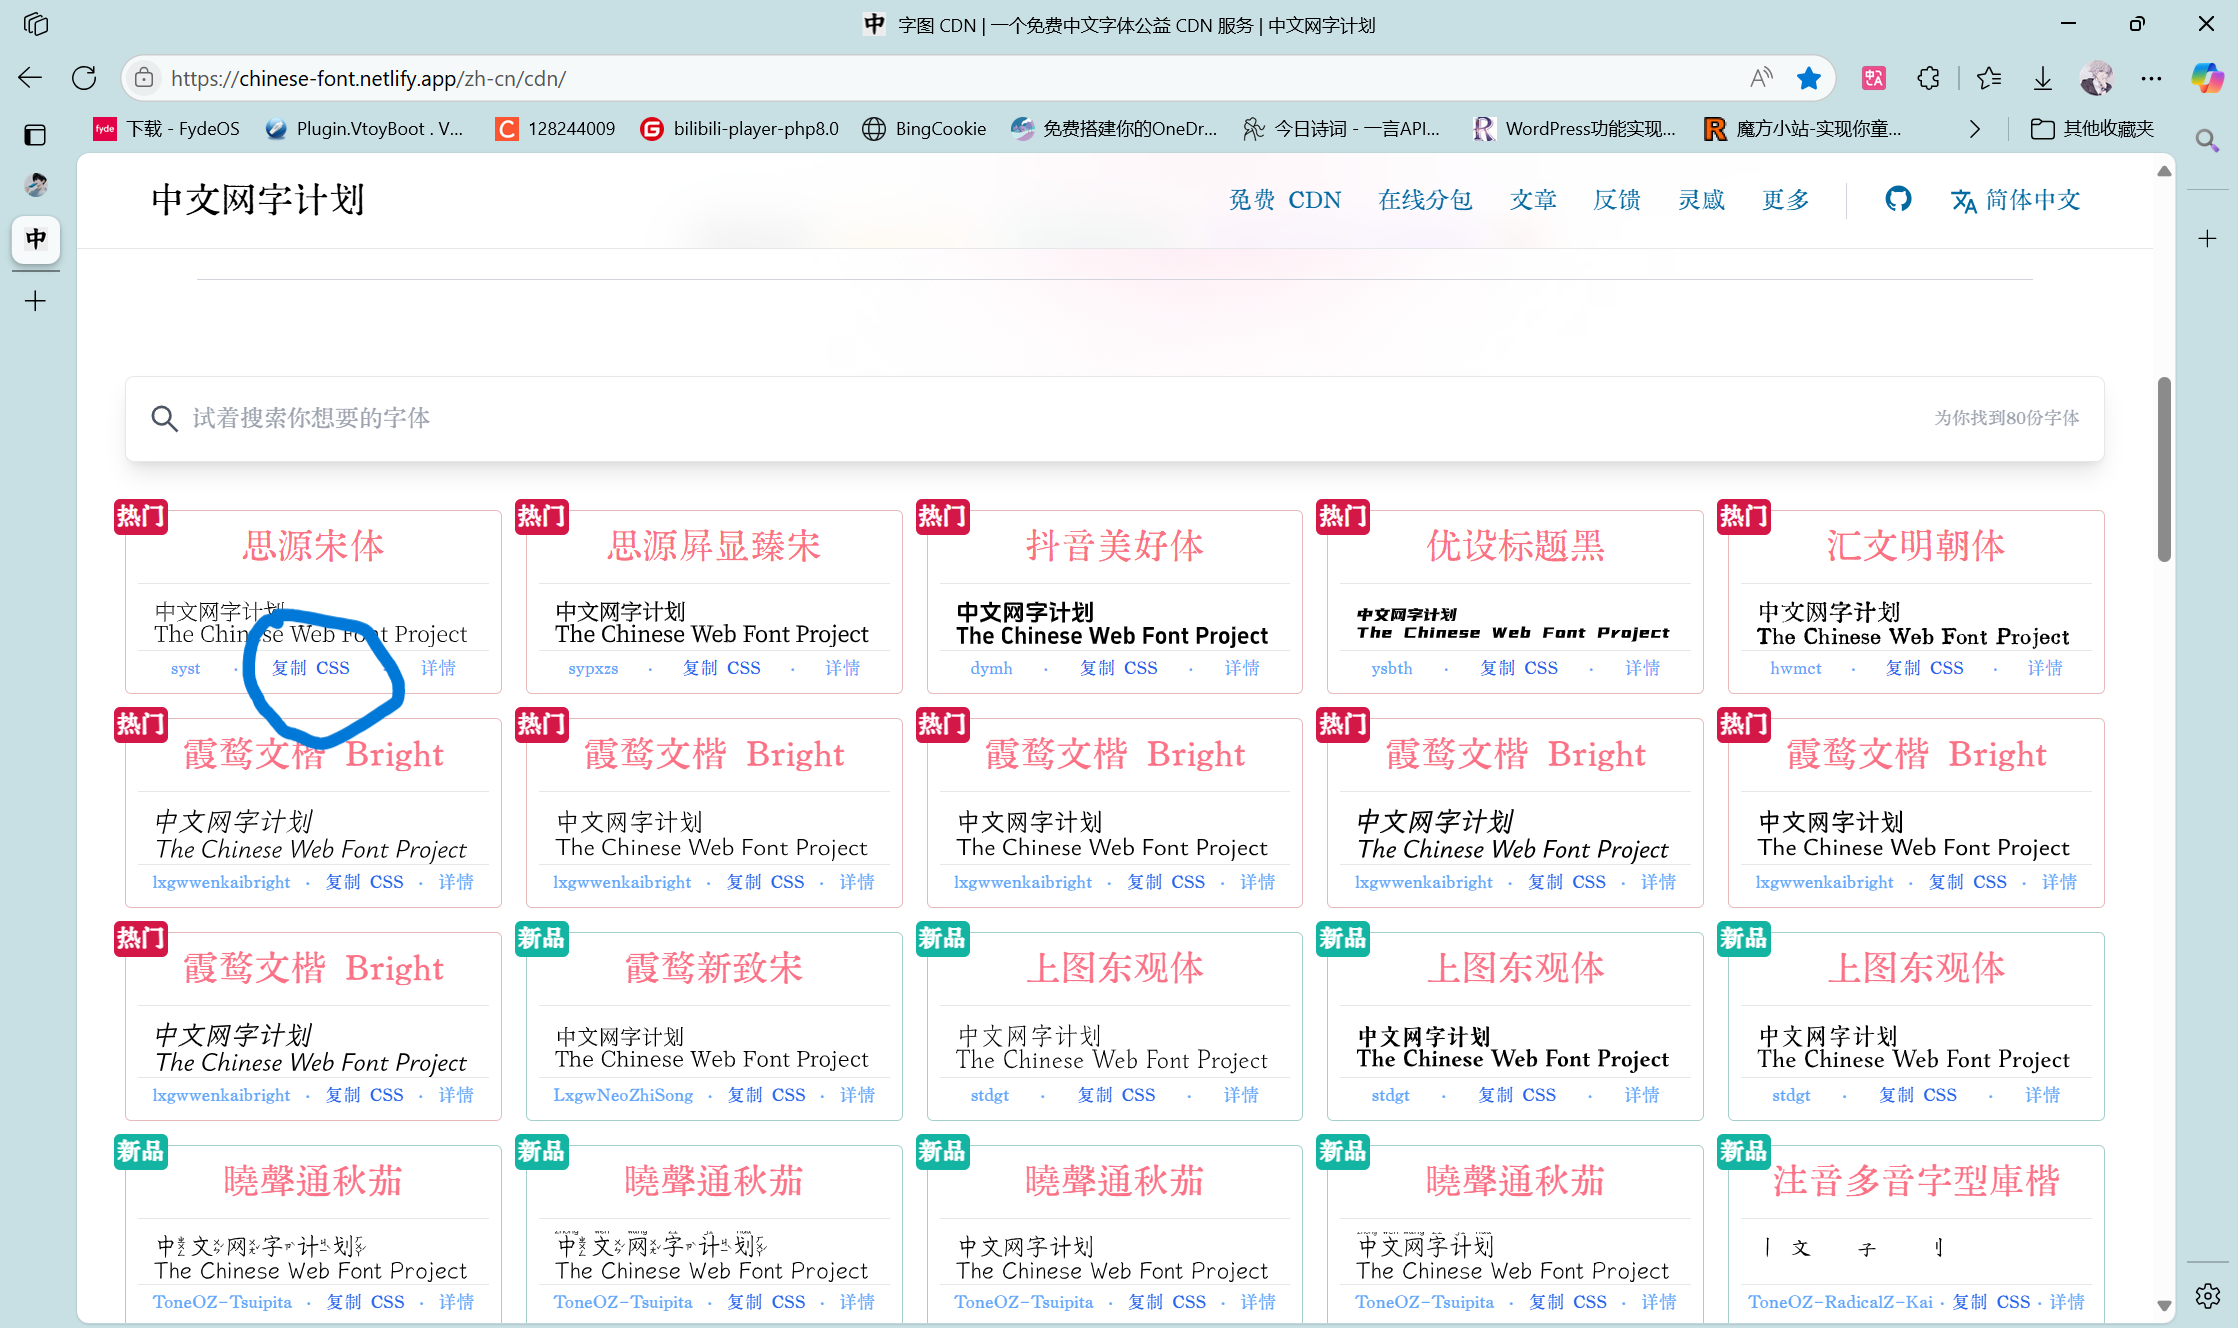 字图 CDN | 一个免费中文字体公益 CDN 服务 | 中文网字计划
https://chinese-font.netlify.app/zh-cn/cdn/
下载 - FydeOS
Plugin.VtoyBoot . V...
128244009
bilibili-player-php8.0
BingCookie
免费搭建你的OneDr...
今日诗词 - 一言API...
WordPress功能实现...
魔方小站-实现你童...
其他收藏夹
中文网字计划
免费 CDN 在线分包 文章 反馈 灵感 更多
简体中文
试着搜索你想要的字体
为你找到80份字体
热门
思源宋体
中文网字计划
The Chinese Web Font Project
syst · 复制 CSS 详情
热门
思源屏显臻宋
中文网字计划
The Chinese Web Font Project
sypxzs · 复制 CSS · 详情
热门
抖音美好体
中文网字计划
The Chinese Web Font Project
dymh · 复制 CSS · 详情
热门
优设标题黑
中文网字计划
The Chinese Web Font Project
ysbth · 复制 CSS · 详情
热门
汇文明朝体
中文网字计划
The Chinese Web Font Project
hwmct · 复制 CSS · 详情
热门
霞鹜文楷 Bright
中文网字计划
The Chinese Web Font Project
lxgwwenkaibright · 复制 CSS · 详情
热门
霞鹜文楷 Bright
中文网字计划
The Chinese Web Font Project
lxgwwenkaibright · 复制 CSS · 详情
热门
霞鹜文楷 Bright
中文网字计划
The Chinese Web Font Project
lxgwwenkaibright · 复制 CSS · 详情
热门
霞鹜文楷 Bright
中文网字计划
The Chinese Web Font Project
lxgwwenkaibright · 复制 CSS · 详情
热门
霞鹜文楷 Bright
中文网字计划
The Chinese Web Font Project
lxgwwenkaibright · 复制 CSS · 详情
热门
霞鹜文楷 Bright
中文网字计划
The Chinese Web Font Project
lxgwwenkaibright · 复制 CSS · 详情
新品
霞鹜新致宋
中文网字计划
The Chinese Web Font Project
LxgwNeoZhiSong · 复制 CSS · 详情
新品
上图东观体
中文网字计划
The Chinese Web Font Project
stdgt · 复制 CSS · 详情
新品
上图东观体
中文网字计划
The Chinese Web Font Project
stdgt · 复制 CSS · 详情
新品
上图东观体
中文网字计划
The Chinese Web Font Project
stdgt · 复制 CSS · 详情
新品
曉聲通秋茄
中文网字计划
The Chinese Web Font Project
ToneOZ-Tsuipita · 复制 CSS · 详情
新品
曉聲通秋茄
中文网字计划
The Chinese Web Font Project
ToneOZ-Tsuipita · 复制 CSS · 详情
新品
曉聲通秋茄
中文网字计划
The Chinese Web Font Project
ToneOZ-Tsuipita · 复制 CSS · 详情
新品
曉聲通秋茄
中文网字计划
The Chinese Web Font Project
ToneOZ-Tsuipita · 复制 CSS · 详情
新品
注音多音字型庫楷
丨 文 子 刂
ToneOZ-RadicalZ-Kai · 复制 CSS · 详情